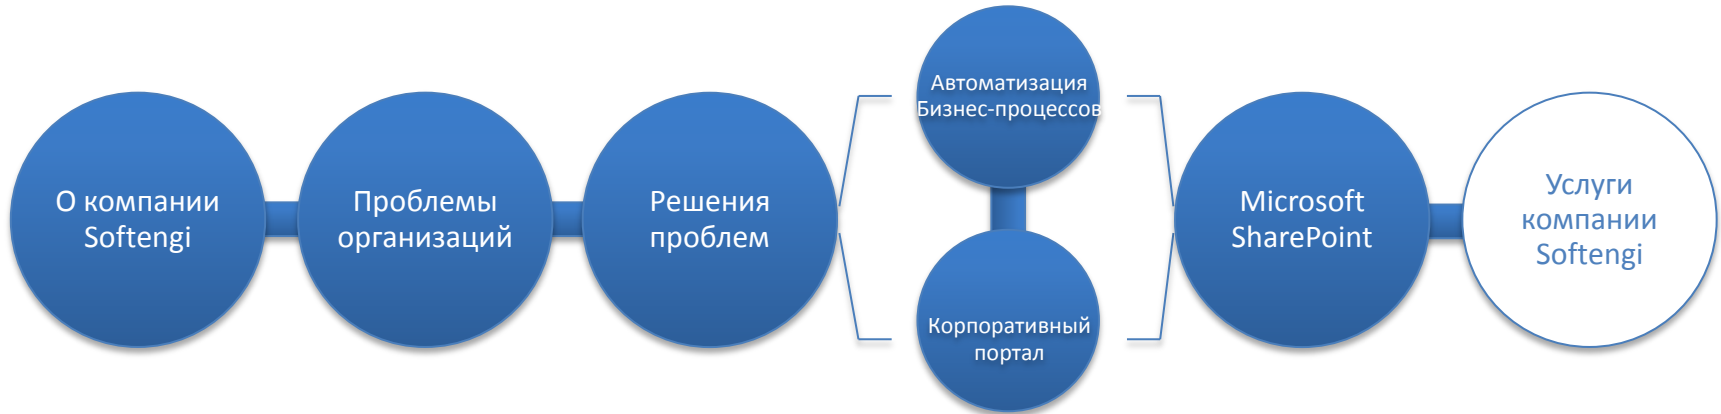 О компании
Softengi
Проблемы
организаций
Решения
проблем
Автоматизация
Бизнес-процессов
Корпоративный
портал
Microsoft
SharePoint
Услуги
компании
Softengi